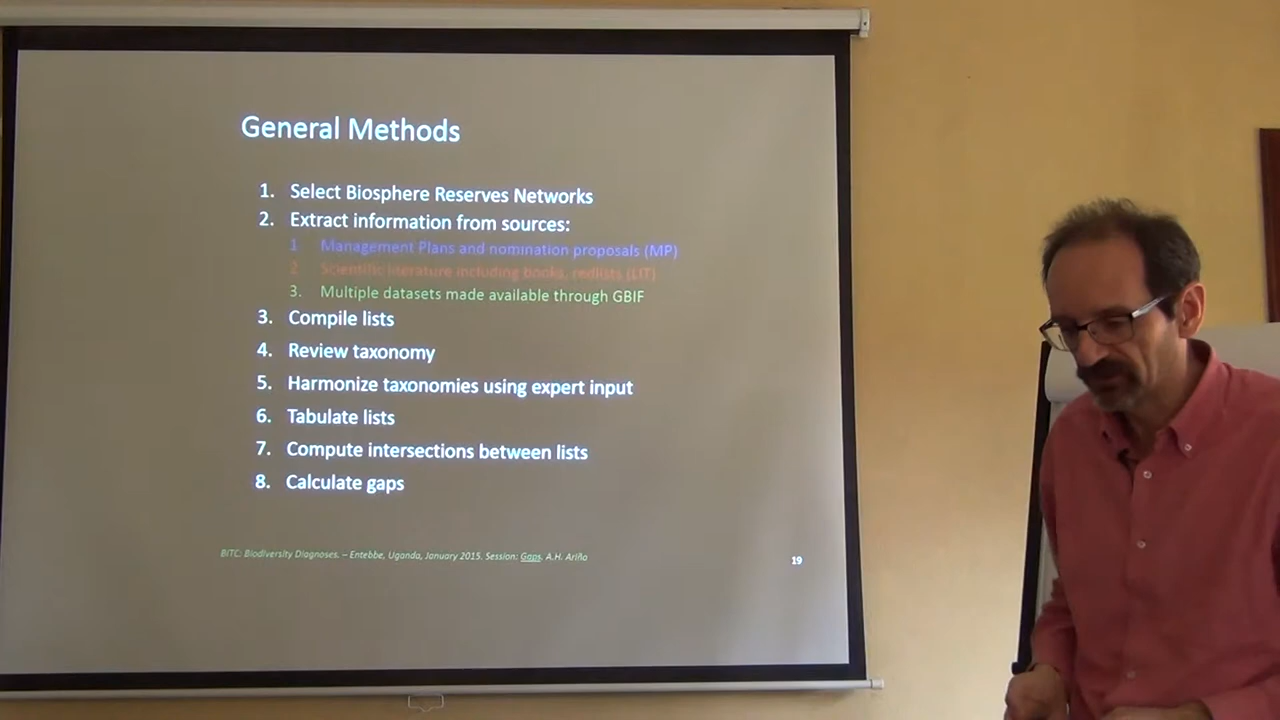 General Methods
1. Select Biosphere Reserves Networks
2. Extract information from sources:
1 Management Plans and nomination proposals (MP)
2 Scientific literature including books, redlists (LIT)
3. Multiple datasets made available through GBIF
3. Compile lists
4. Review taxonomy
5. Harmonize taxonomies using expert input
6. Tabulate lists
7. Compute intersections between lists
8. Calculate gaps
BITC: Biodiversity Diagnoses. – Entebbe, Uganda, January 2015. Session: Gaps. A.H. Ariño
19